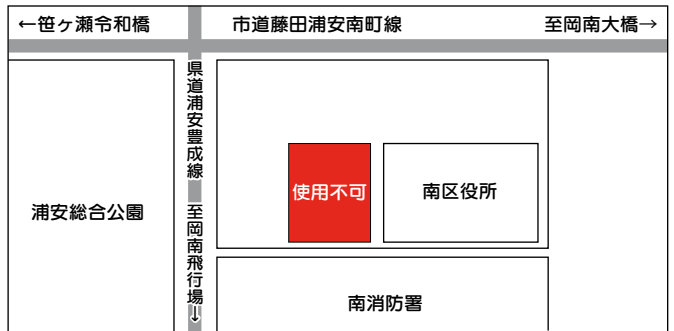 ←笹ヶ瀬令和橋
市道藤田浦安南町線
至岡南大橋→
県道浦安豊成線
至岡南飛行場↓
浦安総合公園
使用不可
南区役所
南消防署